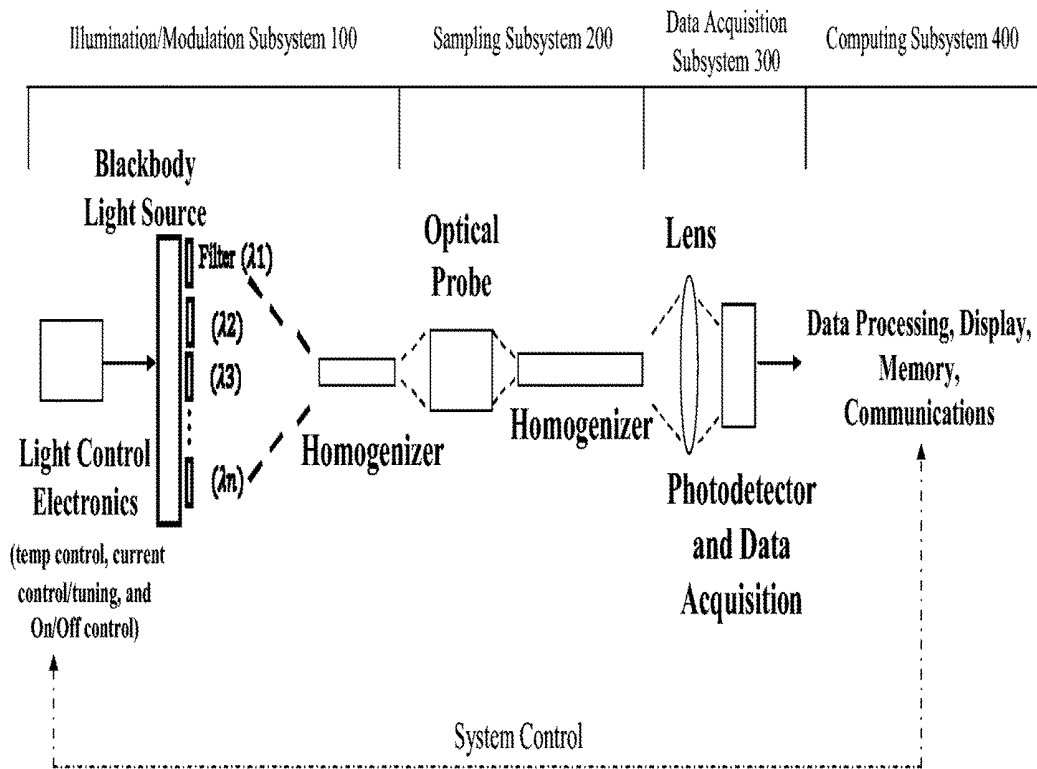 Illumination/Modulation Subsystem 100
Sampling Subsystem 200
Data Acquisition
Subsystem 300
Computing Subsystem 400
Blackbody
Light Source
Filter (λ1)
(λ2)
(λ3)
(λn)
Light Control
Electronics
(temp control, current
control/tuning, and
On/Off control)
Homogenizer
Optical
Probe
Homogenizer
Lens
Photodetector
and Data
Acquisition
Data Processing, Display,
Memory,
Communications
System Control